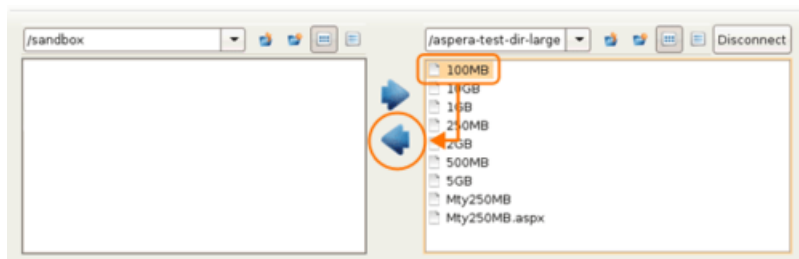 /sandbox
/aspera-test-dir-large
Disconnect
100MB
10GB
1GB
250MB
2GB
500MB
5GB
Mty250MB
Mty250MB.aspx